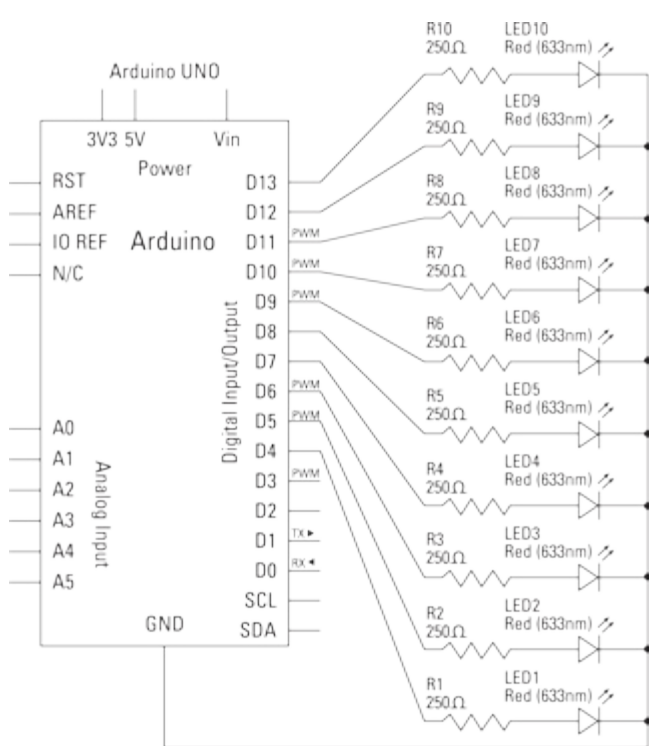 Arduino UNO
3V3 5V Vin
Power
RST
AREF
IO REF
N/C
Arduino
A0
A1
A2
A3
A4
A5
Analog Input
GND
Digital Input/Output
D13
D12
D11 PWM
D10 PWM
D9 PWM
D8
D7
D6 PWM
D5 PWM
D4
D3 PWM
D2
D1 TX ►
D0 RX ◄
SCL
SDA
R10 LED10
250Ω Red (633nm)
R9 LED9
250Ω Red (633nm)
R8 LED8
250Ω Red (633nm)
R7 LED7
250Ω Red (633nm)
R6 LED6
250Ω Red (633nm)
R5 LED5
250Ω Red (633nm)
R4 LED4
250Ω Red (633nm)
R3 LED3
250Ω Red (633nm)
R2 LED2
250Ω Red (633nm)
R1 LED1
250Ω Red (633nm)